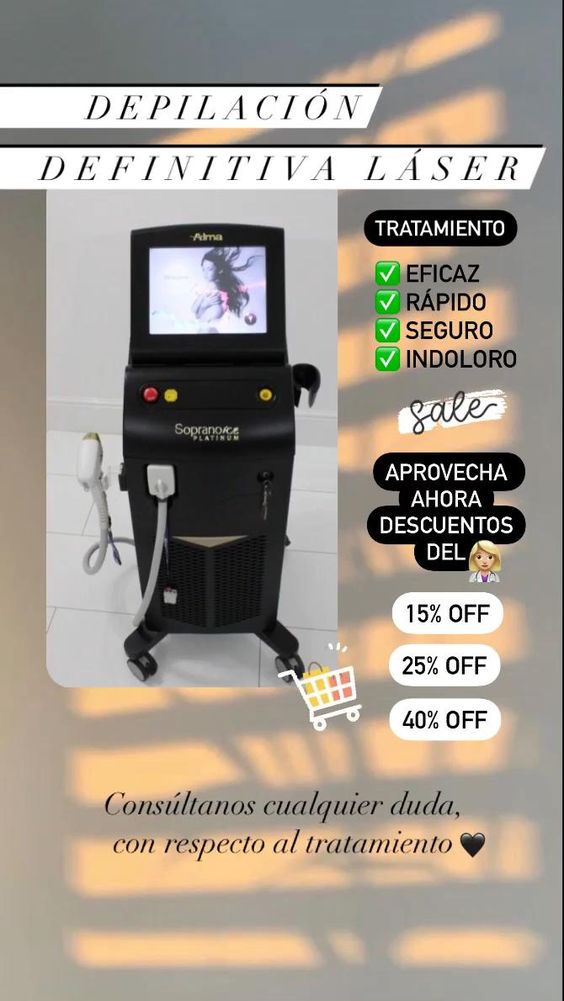 DEPILACIÓN
DEFINITIVA LÁSER
Alma
Soprano ice
PLATINUM
TRATAMIENTO
✅ EFICAZ
✅ RÁPIDO
✅ SEGURO
✅ INDOLORO
sale
APROVECHA
AHORA
DESCUENTOS
DEL
15% OFF
25% OFF
40% OFF
Consúltanos cualquier duda,
con respecto al tratamiento 🖤